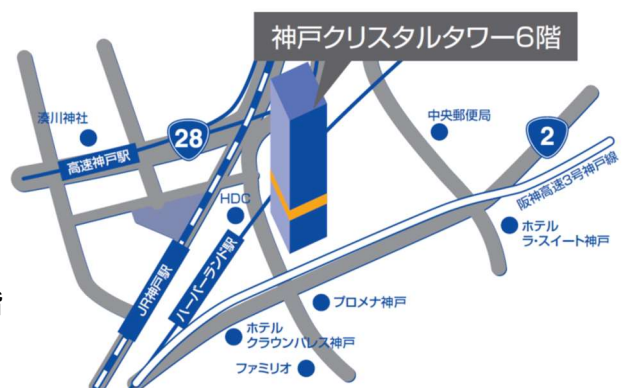 神戸クリスタルタワー6階
湊川神社
28
中央郵便局
2
高速神戸駅
阪神高速3号神戸線
HDC
ホテル
ラ・スイート神戸
JR神戸駅
ハーバーランド駅
プロメナ神戸
ホテル
クラウンパレス神戸
ファミリオ